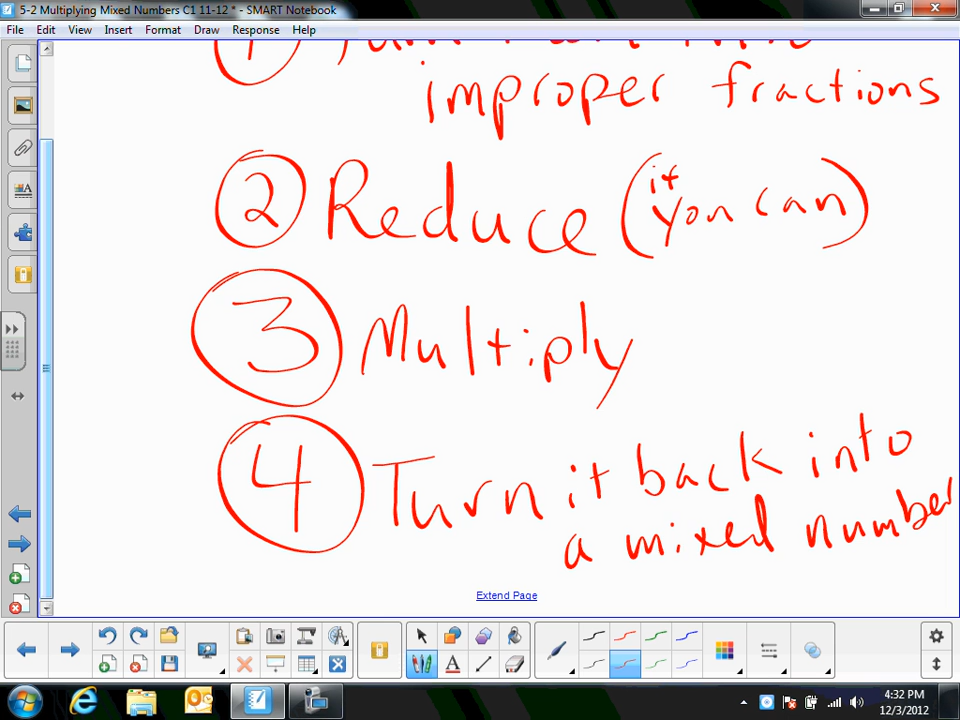 5-2 Multiplying Mixed Numbers C1 11-12 * - SMART Notebook
File Edit View Insert Format Draw Response Help
1
improper fractions
2 Reduce (if you can)
3 Multiply
4 Turn it back into
a mixed number
Extend Page
4:32 PM
12/3/2012